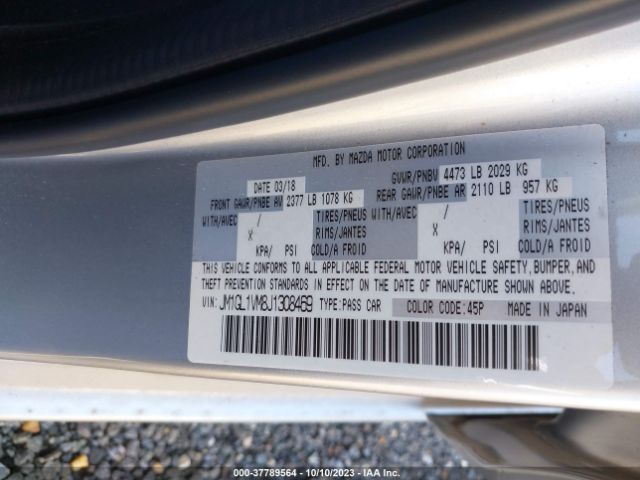 MFD. BY MAZDA MOTOR CORPORATION
DATE 03/18 GVWR/PNBV 4473 LB 2029 KG
FRONT GAWR/PNBE AV 2377 LB 1078 KG REAR GAWR/PNBE AR 2110 LB 957 KG
WITH/AVEC / TIRES/PNEUS WITH/AVEC / TIRES/PNEUS
X RIMS/JANTES X RIMS/JANTES
KPA/ PSI COLD/A FROID KPA/ PSI COLD/A FROID
THIS VEHICLE CONFORMS TO ALL APPLICABLE FEDERAL MOTOR VEHICLE SAFETY, BUMPER, AND
THEFT PREVENTION STANDARDS IN EFFECT ON THE DATE OF MANUFACTURE SHOWN ABOVE.
VIN: JM1GL1VM8J1308469 TYPE: PASS CAR COLOR CODE: 45P MADE IN JAPAN
000-37789564 - 10/10/2023 - IAA Inc.